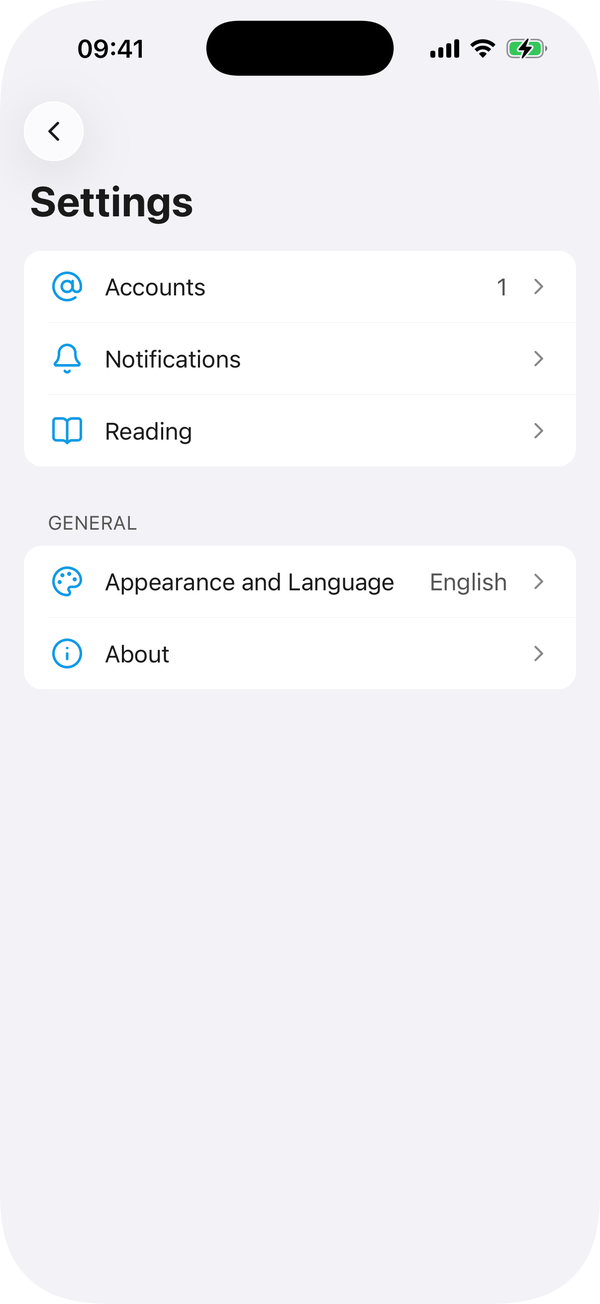 09:41
Settings
Accounts 1
Notifications
Reading
GENERAL
Appearance and Language English
About